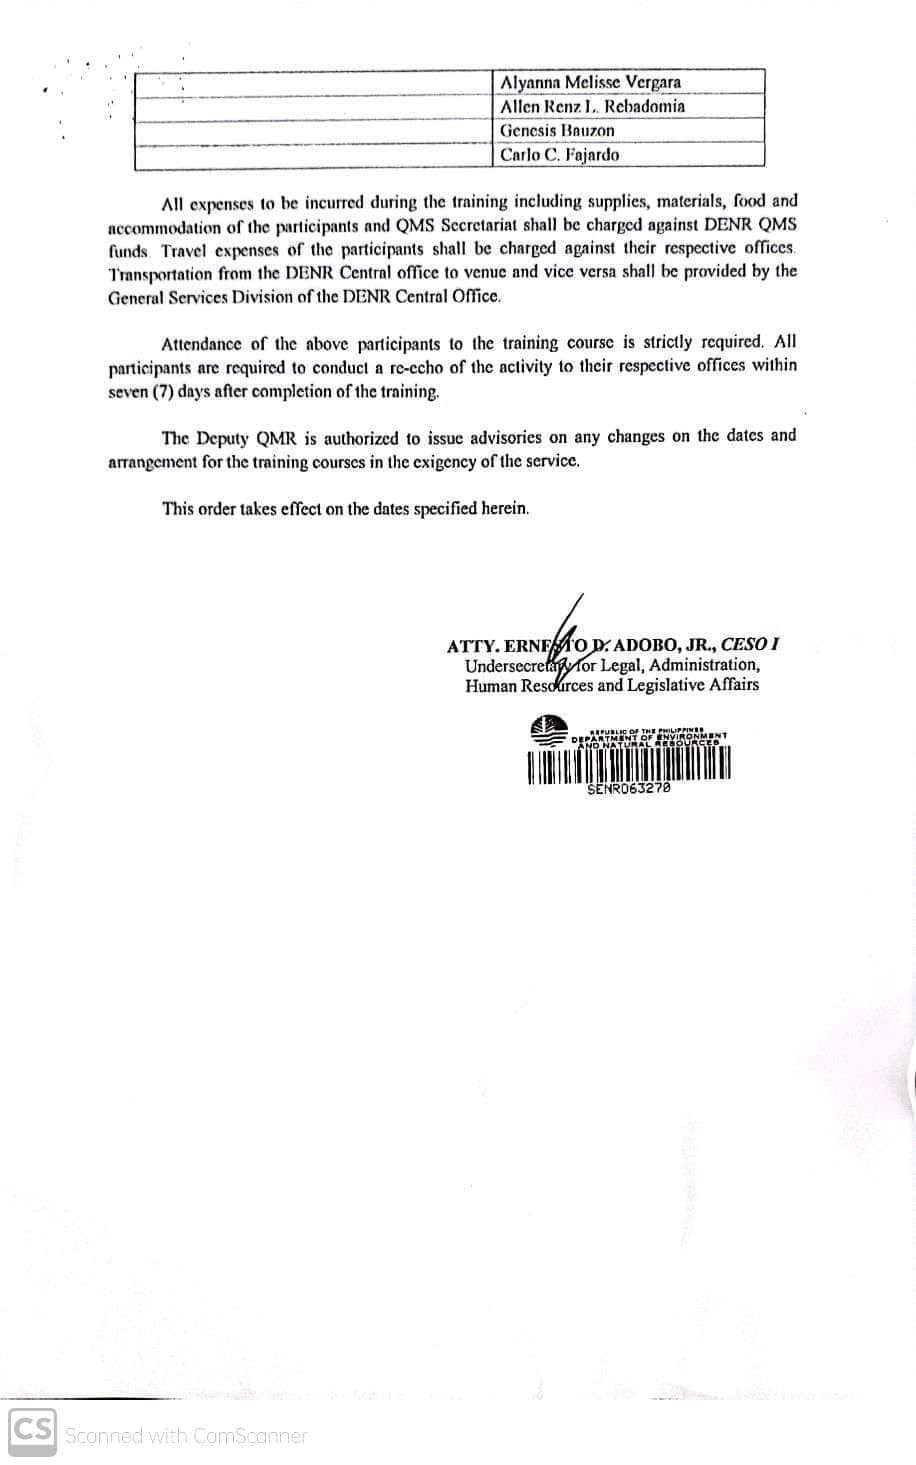 Alyanna Melisse Vergara
Allen Renz L. Rebadomia
Genesis Bauzon
Carlo C. Fajardo
All expenses to be incurred during the training including supplies, materials, food and
accommodation of the participants and QMS Secretariat shall be charged against DENR QMS
funds. Travel expenses of the participants shall be charged against their respective offices.
Transportation from the DENR Central office to venue and vice versa shall be provided by the
General Services Division of the DENR Central Office.
Attendance of the above participants to the training course is strictly required. All
participants are required to conduct a re-echo of the activity to their respective offices within
seven (7) days after completion of the training.
The Deputy QMR is authorized to issue advisories on any changes on the dates and
arrangement for the training courses in the exigency of the service.
This order takes effect on the dates specified herein.
ATTY. ERNESTO D. ADOBO, JR., CESO I
Undersecretary for Legal, Administration,
Human Resources and Legislative Affairs
REPUBLIC OF THE PHILIPPINES
DEPARTMENT OF ENVIRONMENT
AND NATURAL RESOURCES
SENRO63270
CS Scanned with CamScanner